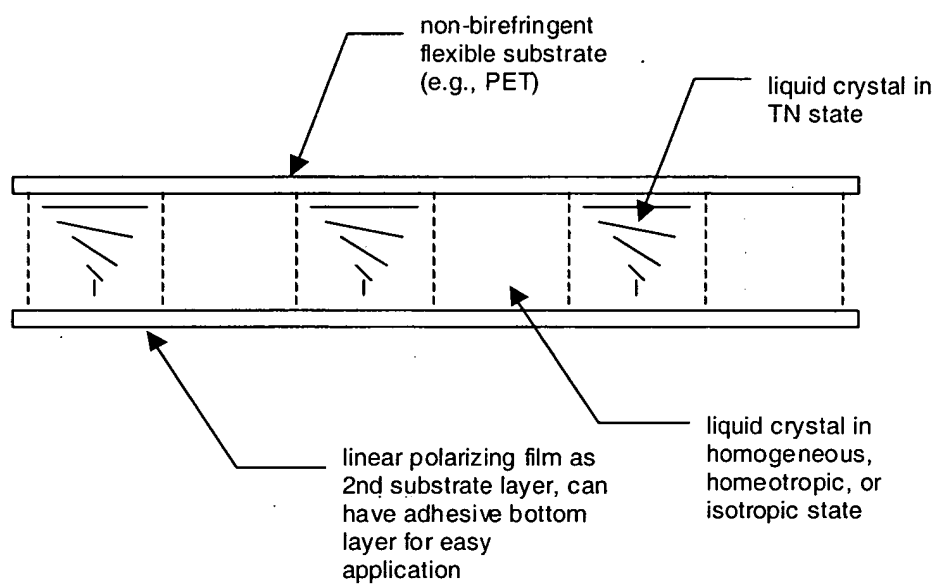 non-birefringent
flexible substrate
(e.g., PET)
liquid crystal in
TN state
liquid crystal in
homogeneous,
homeotropic, or
isotropic state
linear polarizing film as
2nd substrate layer, can
have adhesive bottom
layer for easy
application